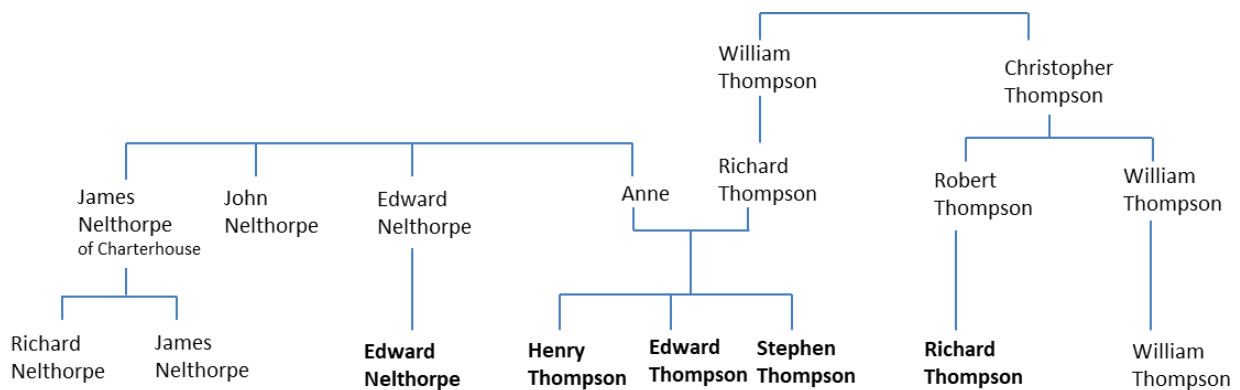 William
Thompson
Christopher
Thompson
James
Nelthorpe
of Charterhouse
John
Nelthorpe
Edward
Nelthorpe
Anne
Richard
Thompson
Robert
Thompson
William
Thompson
Richard
Nelthorpe
James
Nelthorpe
Edward
Nelthorpe
Henry
Thompson
Edward
Thompson
Stephen
Thompson
Richard
Thompson
William
Thompson